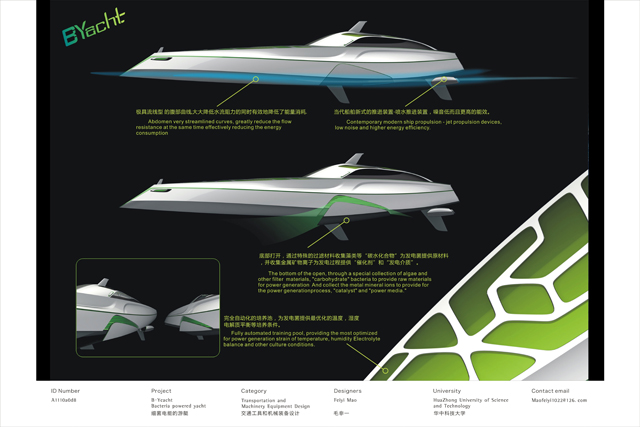 BYacht
极具流线型的腹部曲线,大大降低水流阻力的同时有效地降低了能量消耗.
Abdomen very streamlined curves, greatly reduce the flow
resistance at the same time effectively reducing the energy
consumption
当代船舶新式的推进装置-喷水推进装置，噪音低而且更高的能效。
Contemporary modern ship propulsion - jet propulsion devices,
low noise and higher energy efficiency.
底部打开，通过特殊的过滤材料收集藻类等"碳水化合物"为发电菌提供原材料
，并收集金属矿物离子为发电过程提供"催化剂"和"发电介质"。
The bottom of the open, through a special collection of algae and
other filter materials, "carbohydrate" bacteria to provide raw materials
for power generation. And collect the metal mineral ions to provide for
the power generationprocess, "catalyst" and "power media."
完全自动化的培养池，为发电菌提供最优化的温度，湿度
电解质平衡等培养条件。
Fully automated training pool, providing the most optimized
for power generation strain of temperature, humidity Electrolyte
balance and other culture conditions.
ID Number Project Category Designers University Contact email
A1110a6d8 B-Yeacht Transportation and Feiyi Mao HuaZhong University of Science Maofeiyi1022@126.com
Bacteria powered yacht Machinery Equipment Design and Technology
细菌电船的游艇 交通工具和机械装备设计 毛非一 华中科技大学